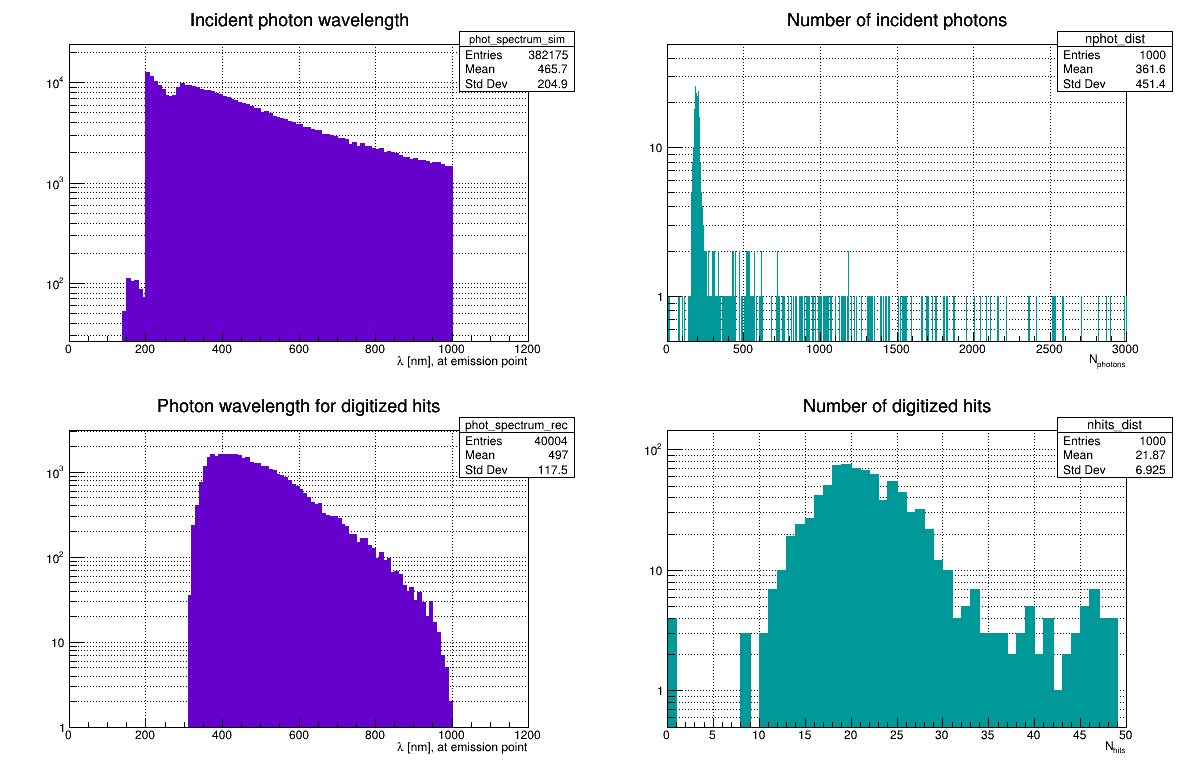 Incident photon wavelength
phot_spectrum_sim
Entries 382175
Mean 465.7
Std Dev 204.9
10^4
10^3
10^2
0 200 400 600 800 1000 1200
λ [nm], at emission point
Number of incident photons
nphot_dist
Entries 1000
Mean 361.6
Std Dev 451.4
10
1
0 500 1000 1500 2000 2500 3000
N_photons
Photon wavelength for digitized hits
phot_spectrum_rec
Entries 40004
Mean 497
Std Dev 117.5
10^3
10^2
10
1
0 200 400 600 800 1000 1200
λ [nm], at emission point
Number of digitized hits
nhits_dist
Entries 1000
Mean 21.87
Std Dev 6.925
10^2
10
1
0 5 10 15 20 25 30 35 40 45 50
N_hits